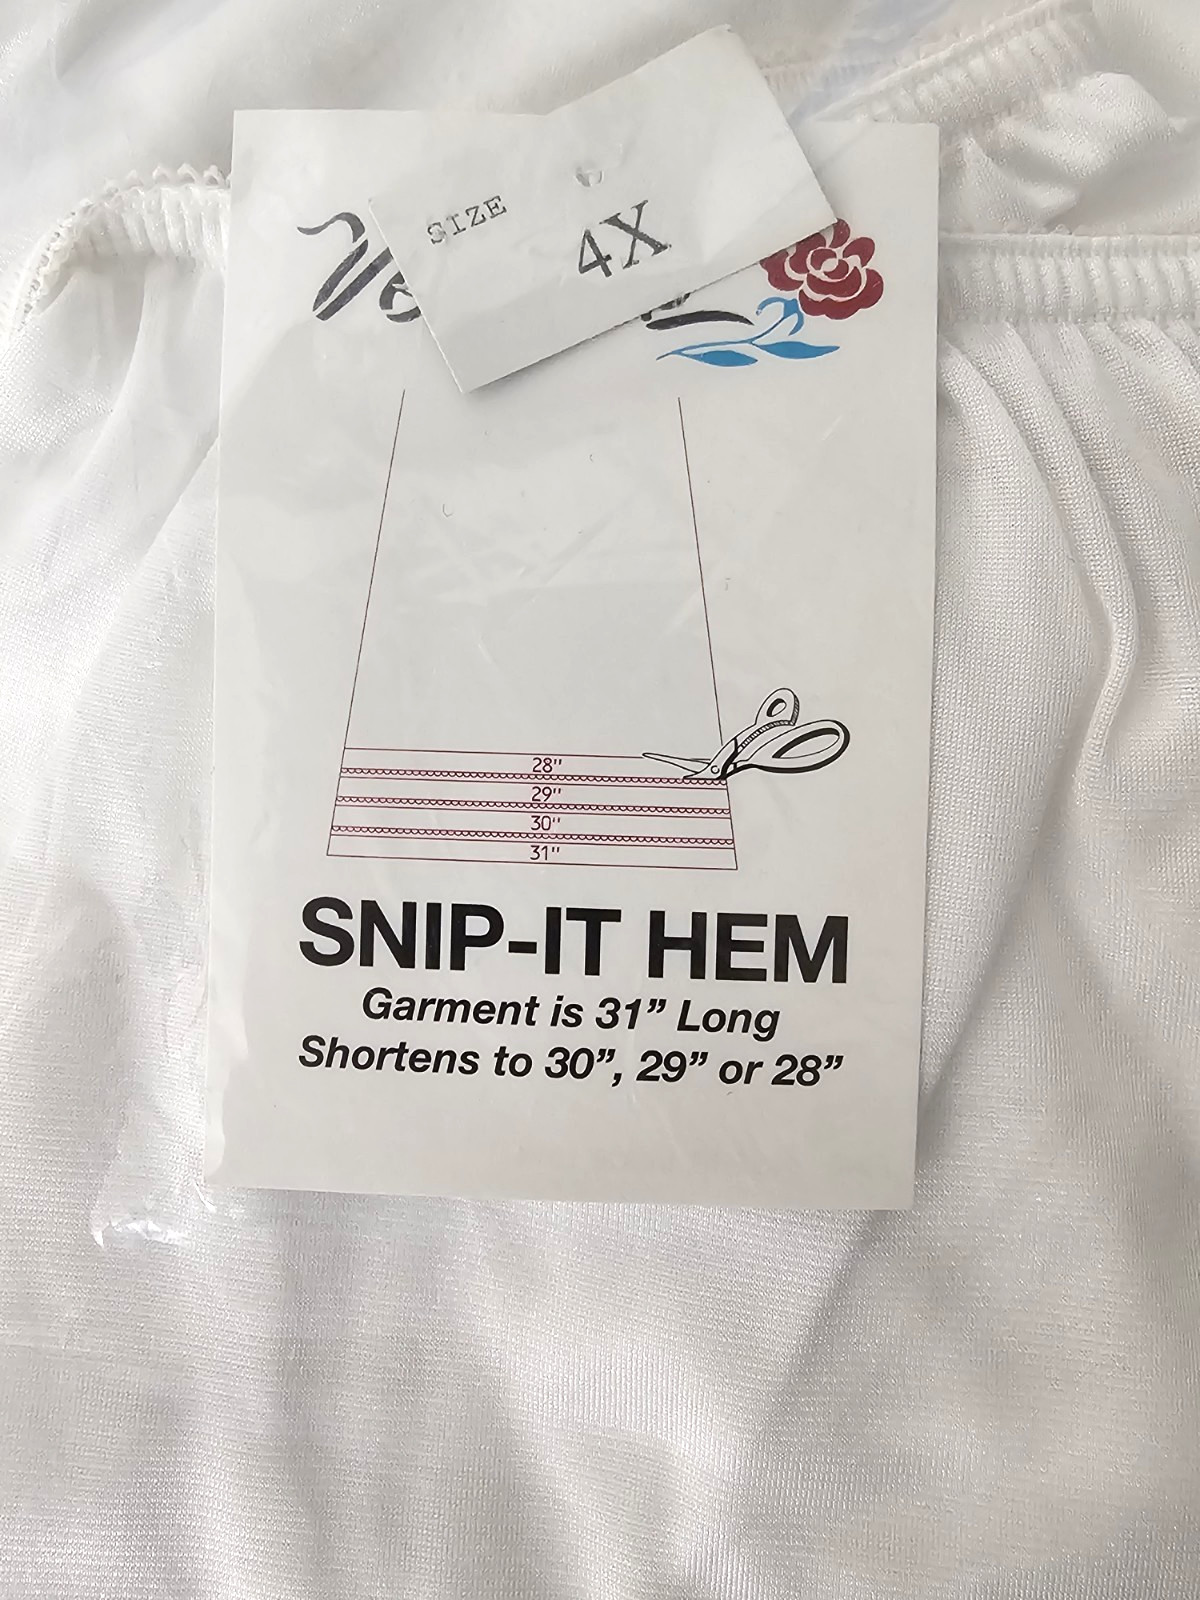 SIZE
4X
28"
29"
30"
31"
SNIP-IT HEM
Garment is 31” Long
Shortens to 30”, 29” or 28”